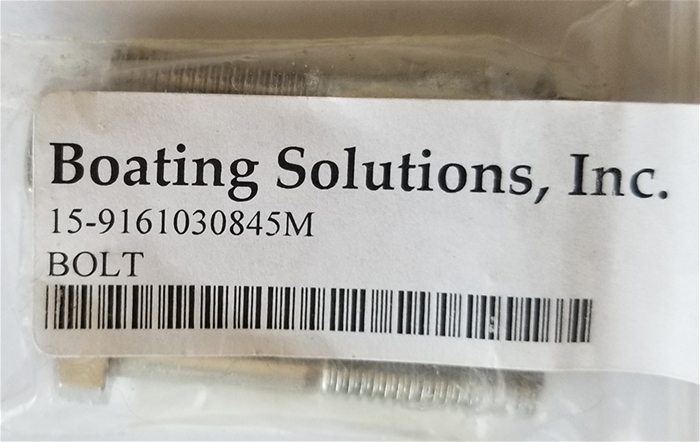 Boating Solutions, Inc.
15-9161030845M
BOLT